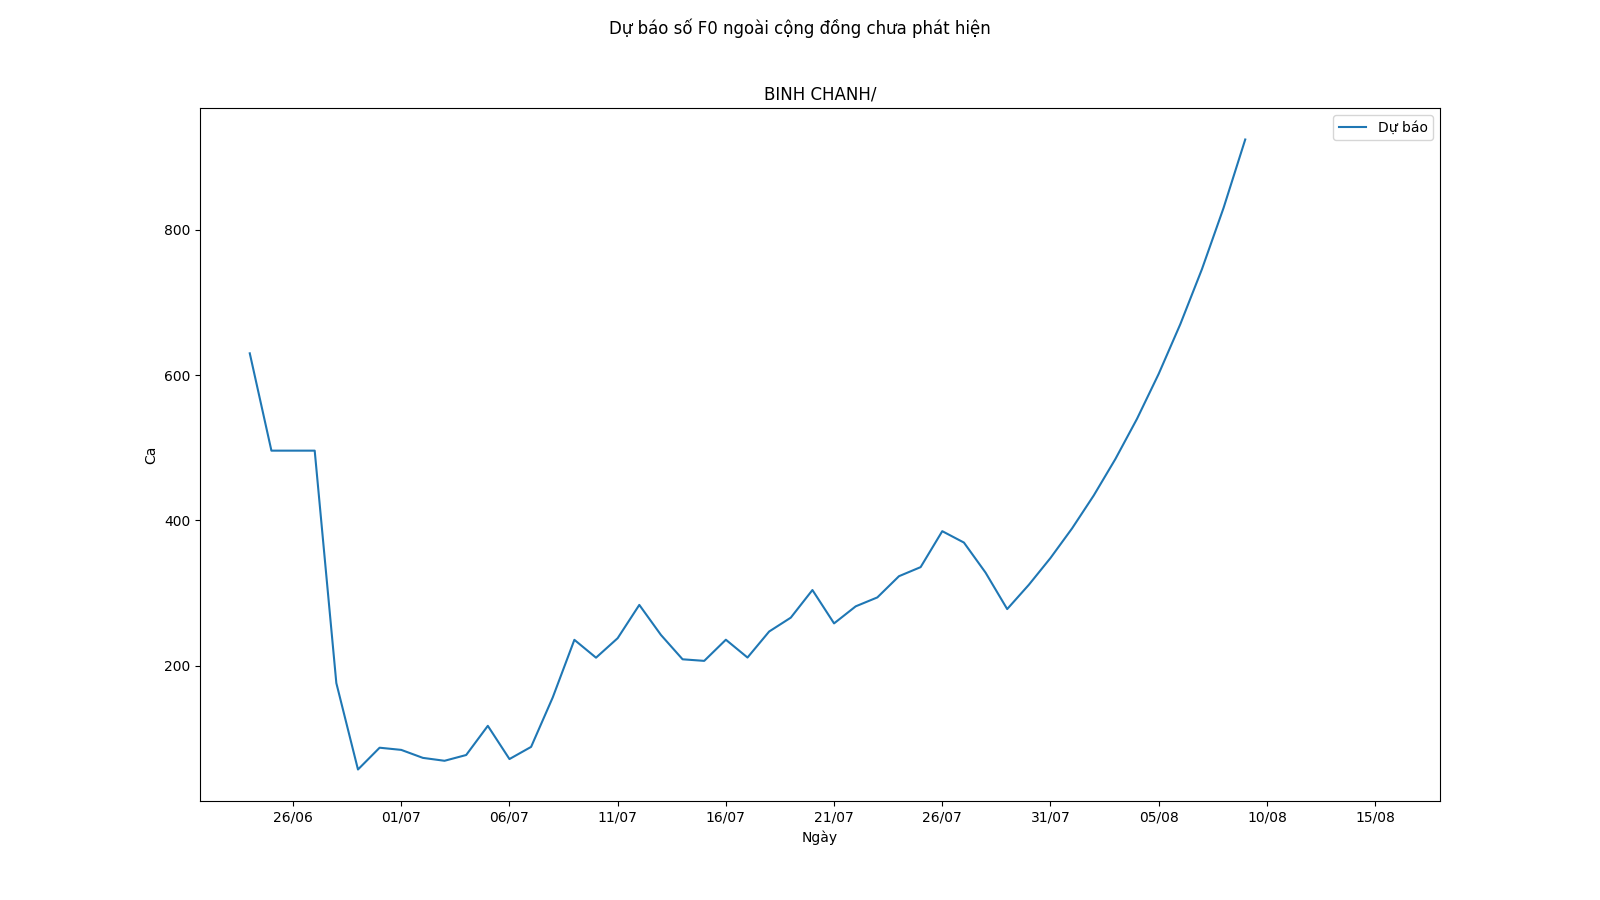 Dự báo số F0 ngoài cộng đồng chưa phát hiện
BINH CHANH/
Dự báo
800
600
400
200
Ca
26/06 01/07 06/07 11/07 16/07 21/07 26/07 31/07 05/08 10/08 15/08
Ngày